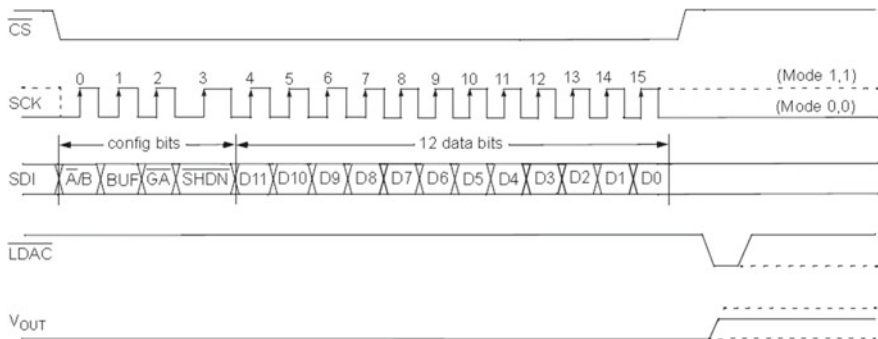 CS
0 1 2 3 4 5 6 7 8 9 10 11 12 13 14 15 (Mode 1,1)
SCK (Mode 0,0)
config bits 12 data bits
SDI A/B BUF GA SHDN D11 D10 D9 D8 D7 D6 D5 D4 D3 D2 D1 D0
LDAC
VOUT